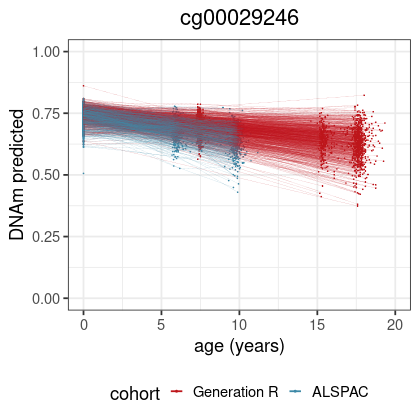 cg00029246
DNAm predicted
1.00
0.75
0.50
0.25
0.00
0 5 10 15 20
age (years)
cohort Generation R ALSPAC